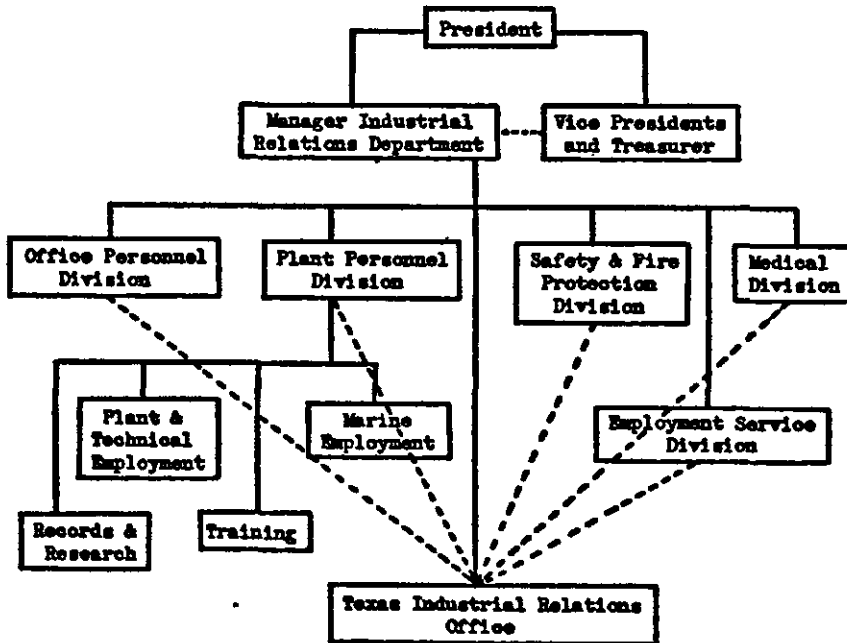 President
Manager Industrial
Relations Department
Vice Presidents
and Treasurer
Office Personnel
Division
Plant Personnel
Division
Safety & Fire
Protection
Division
Medical
Division
Plant &
Technical
Employment
Marine
Employment
Employment Service
Division
Records &
Research
Training
Texas Industrial Relations
Office